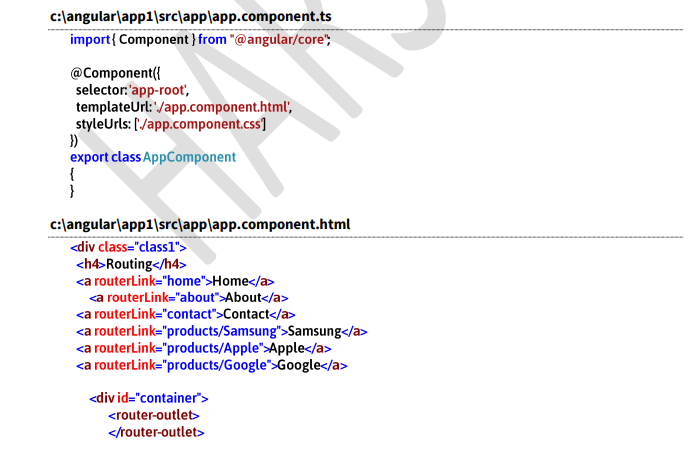 c:\angular\app1\src\app\app.component.ts
import { Component } from "@angular/core";
@Component({
selector: 'app-root',
templateUrl: './app.component.html',
styleUrls: ['./app.component.css']
})
export class AppComponent
{
}
c:\angular\app1\src\app\app.component.html
<div class="class1">
<h4>Routing</h4>
<a routerLink="home">Home</a>
<a routerLink="about">About</a>
<a routerLink="contact">Contact</a>
<a routerLink="products/Samsung">Samsung</a>
<a routerLink="products/Apple">Apple</a>
<a routerLink="products/Google">Google</a>
<div id="container">
<router-outlet>
</router-outlet>